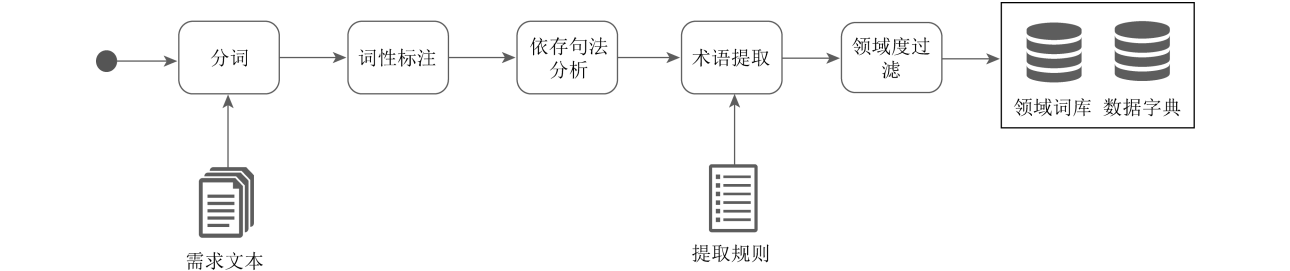 分词
词性标注
依存句法
分析
术语提取
领域度过
滤
领域词库
数据字典
需求文本
提取规则